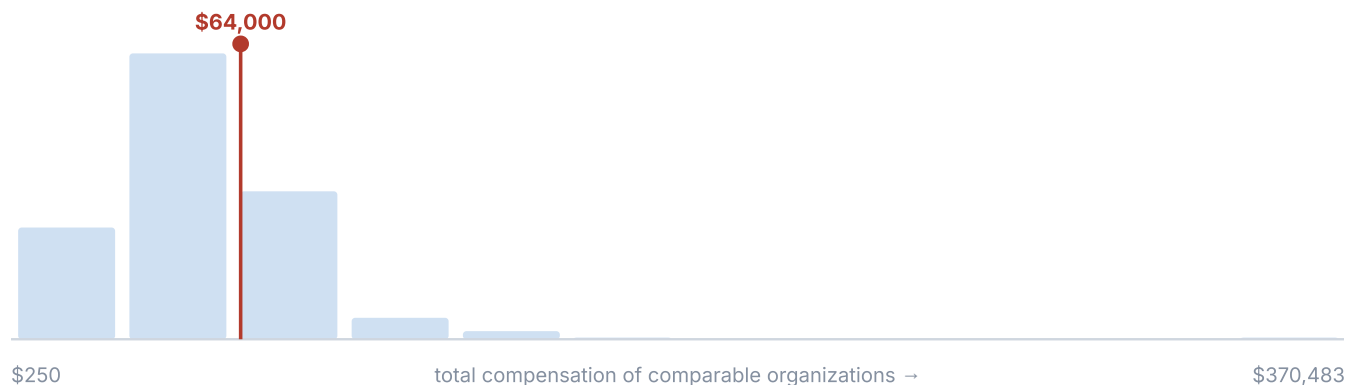 $64,000
$250
total compensation of comparable organizations →
$370,483